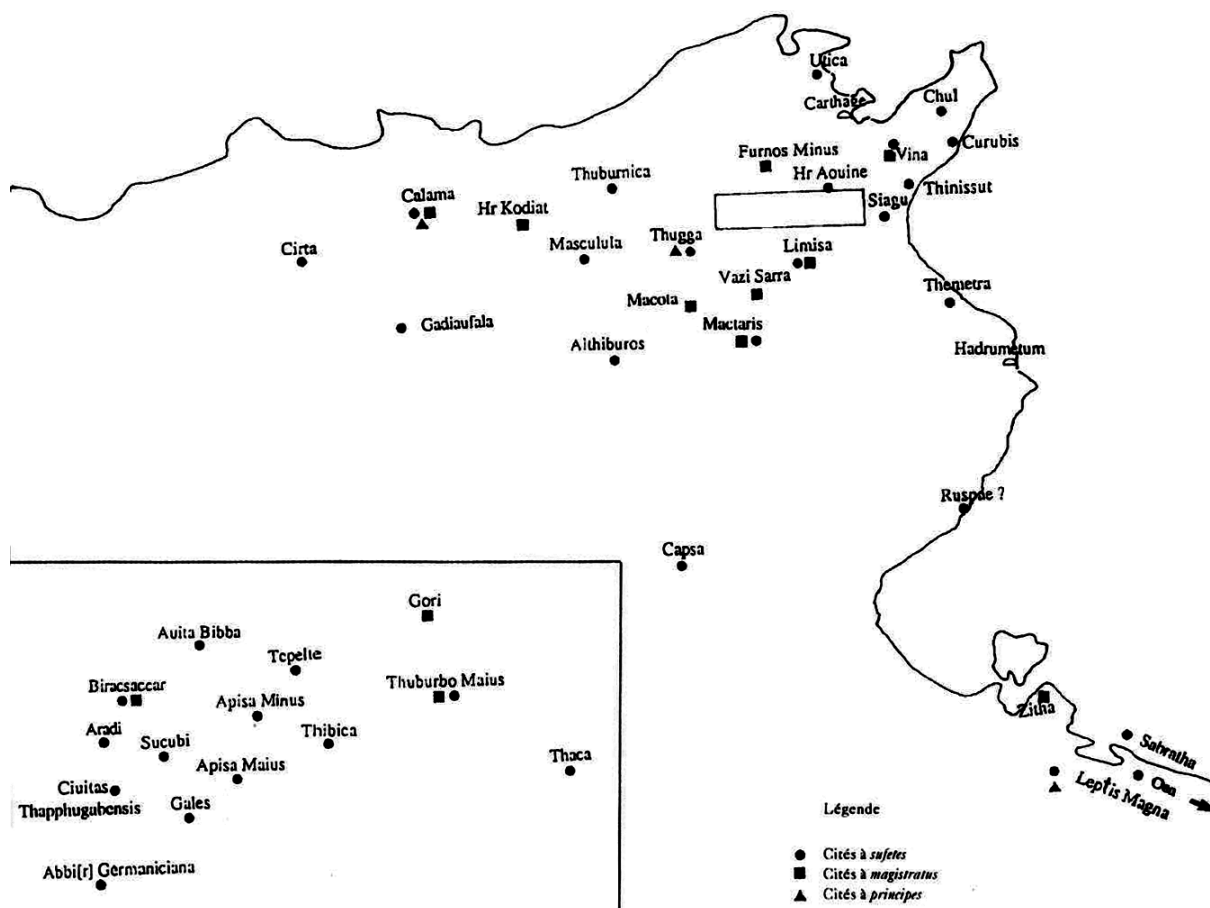 Utica
Carthage
Chul
Curubis
Furnos Minus
Vina
Hr Aouine
Thuburnica
Thinissut
Calama
Hr Kodiat
Siagu
Cirta
Masculula
Thugga
Limisa
Vazi Sarra
Macota
Themetra
Gadiaufala
Mactaris
Althiburos
Hadrumetum
Ruspae ?
Capsa
Gori
Auita Bibba
Tepelte
Biracsaccar
Thuburbo Maius
Apisa Minus
Aradi
Sucubi
Thibica
Apisa Maius
Thaca
Ciuitas
Thapphugabensis
Gales
Abbi[r] Germaniciana
Zitha
Sabratha
Oea
Leptis Magna
Légende
Cités à sufetes
Cités à magistratus
Cités à principes